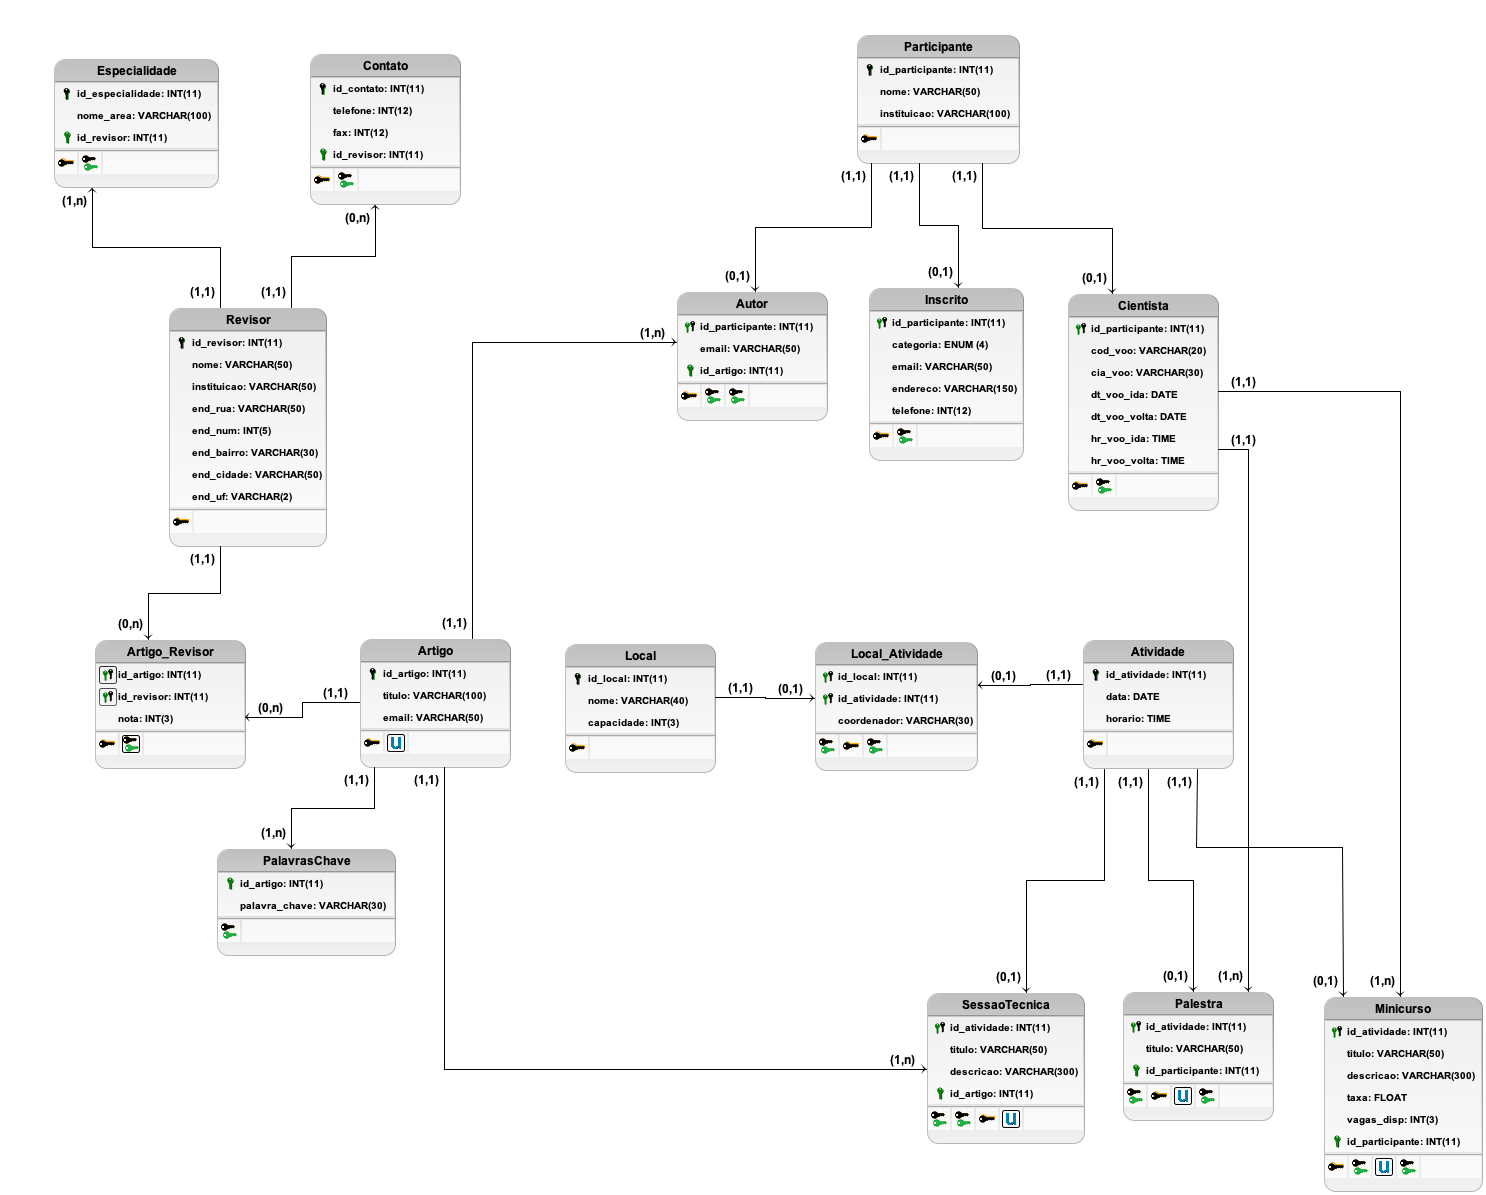 Participante
id_participante: INT(11)
nome: VARCHAR(50)
instituicao: VARCHAR(100)
(1,1)
(1,1)
(1,1)
Especialidade
id_especialidade: INT(11)
nome_area: VARCHAR(100)
id_revisor: INT(11)
(1,n)
Contato
id_contato: INT(11)
telefone: INT(12)
fax: INT(12)
id_revisor: INT(11)
(0,n)
(1,1)
(1,1)
Revisor
id_revisor: INT(11)
nome: VARCHAR(50)
instituicao: VARCHAR(50)
end_rua: VARCHAR(50)
end_num: INT(5)
end_bairro: VARCHAR(30)
end_cidade: VARCHAR(50)
end_uf: VARCHAR(2)
(1,1)
(0,n)
(0,1)
Autor
id_participante: INT(11)
email: VARCHAR(50)
id_artigo: INT(11)
(1,n)
(0,1)
Inscrito
id_participante: INT(11)
categoria: ENUM (4)
email: VARCHAR(50)
endereco: VARCHAR(150)
telefone: INT(12)
(0,1)
Cientista
id_participante: INT(11)
cod_voo: VARCHAR(20)
cia_voo: VARCHAR(30)
dt_voo_ida: DATE
dt_voo_volta: DATE
hr_voo_ida: TIME
hr_voo_volta: TIME
(1,1)
(1,1)
Artigo_Revisor
id_artigo: INT(11)
id_revisor: INT(11)
nota: INT(3)
(0,n)
(1,1)
(1,1)
Artigo
id_artigo: INT(11)
titulo: VARCHAR(100)
email: VARCHAR(50)
u
(1,1)
(1,1)
Local
id_local: INT(11)
nome: VARCHAR(40)
capacidade: INT(3)
(1,1)
(0,1)
Local_Atividade
id_local: INT(11)
id_atividade: INT(11)
coordenador: VARCHAR(30)
(0,1)
(1,1)
Atividade
id_atividade: INT(11)
data: DATE
horario: TIME
(1,1)
(1,1)
(1,1)
(1,n)
PalavrasChave
id_artigo: INT(11)
palavra_chave: VARCHAR(30)
(0,1)
(1,n)
SessaoTecnica
id_atividade: INT(11)
titulo: VARCHAR(50)
descricao: VARCHAR(300)
id_artigo: INT(11)
u
(0,1)
(1,n)
Palestra
id_atividade: INT(11)
titulo: VARCHAR(50)
id_participante: INT(11)
u
(0,1)
(1,n)
Minicurso
id_atividade: INT(11)
titulo: VARCHAR(50)
descricao: VARCHAR(300)
taxa: FLOAT
vagas_disp: INT(3)
id_participante: INT(11)
u